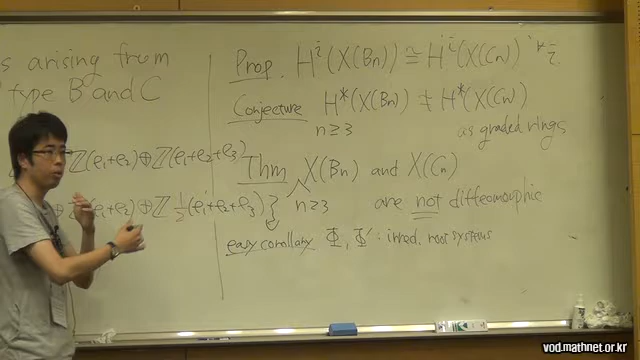 s arising from
type B and C
ℤ(e₁+e₂)⊕ℤ(e₁+e₂+e₃)
⊕ ℤ(e₁+e₂)⊕ℤ ½(e₁+e₂+e₃)}
Prop. Hⁱ(X(Bn)) ≅ Hⁱ(X(Cn)) ∀i.
Conjecture H*(X(Bn)) ≇ H*(X(Cn))
n≥3 as graded rings
Thm X(Bn) and X(Cn)
n≥3 are not diffeomorphic
easy corollary Φ, Φ′: irred. root systems
vod.mathnet.or.kr